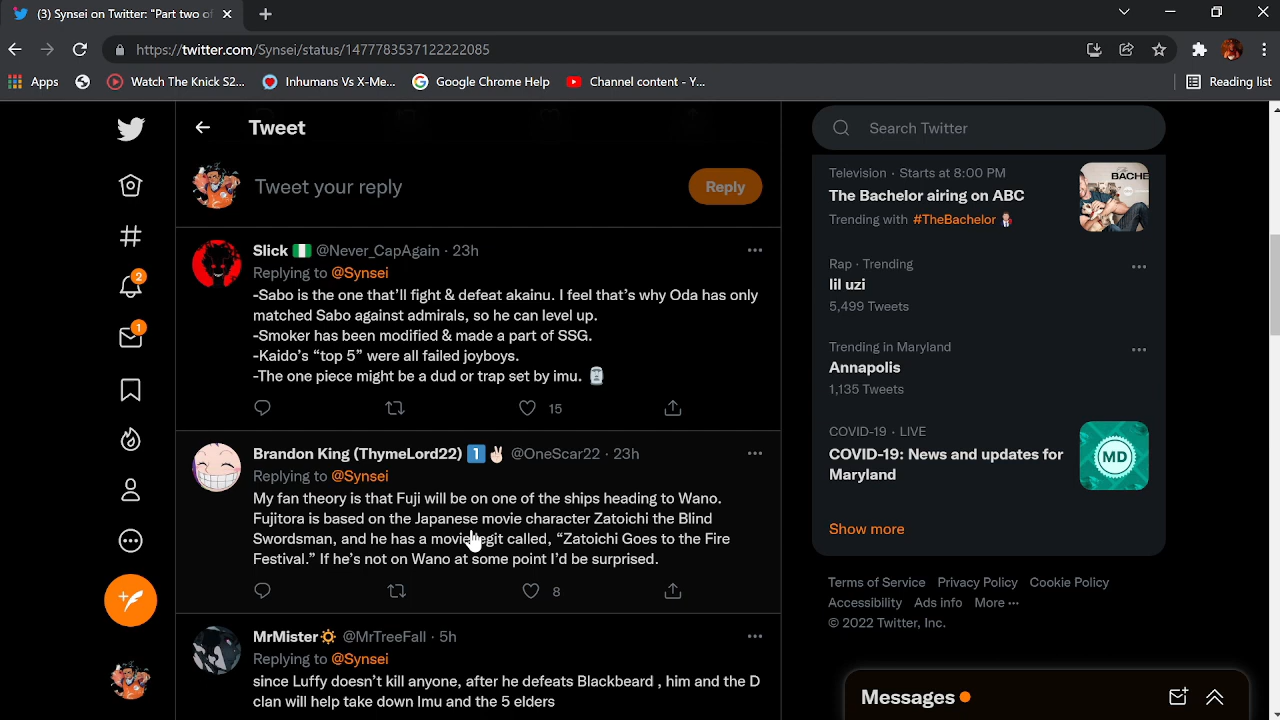 (3) Synsei on Twitter: "Part two of
https://twitter.com/Synsei/status/1477783537122222085
Apps
Watch The Knick S2...
Inhumans Vs X-Me...
Google Chrome Help
Channel content - Y...
Reading list
Tweet
Search Twitter
Tweet your reply
Reply
Slick @Never_CapAgain · 23h
Replying to @Synsei
-Sabo is the one that'll fight & defeat akainu. I feel that's why Oda has only
matched Sabo against admirals, so he can level up.
-Smoker has been modified & made a part of SSG.
-Kaido's “top 5” were all failed joyboys.
-The one piece might be a dud or trap set by imu. 🗿
15
Brandon King (ThymeLord22) 1️⃣✌🏻 @OneScar22 · 23h
Replying to @Synsei
My fan theory is that Fuji will be on one of the ships heading to Wano.
Fujitora is based on the Japanese movie character Zatoichi the Blind
Swordsman, and he has a movie legit called, “Zatoichi Goes to the Fire
Festival.” If he's not on Wano at some point I'd be surprised.
8
MrMister🔅 @MrTreeFall · 5h
Replying to @Synsei
since Luffy doesn't kill anyone, after he defeats Blackbeard , him and the D
clan will help take down Imu and the 5 elders
2
1
Television · Starts at 8:00 PM
The Bachelor airing on ABC
Trending with #TheBachelor
BACHE
Rap · Trending
lil uzi
5,499 Tweets
Trending in Maryland
Annapolis
1,135 Tweets
COVID-19 · LIVE
COVID-19: News and updates for
Maryland
MD
Show more
Terms of Service Privacy Policy Cookie Policy
Accessibility Ads info More ···
© 2022 Twitter, Inc.
Messages